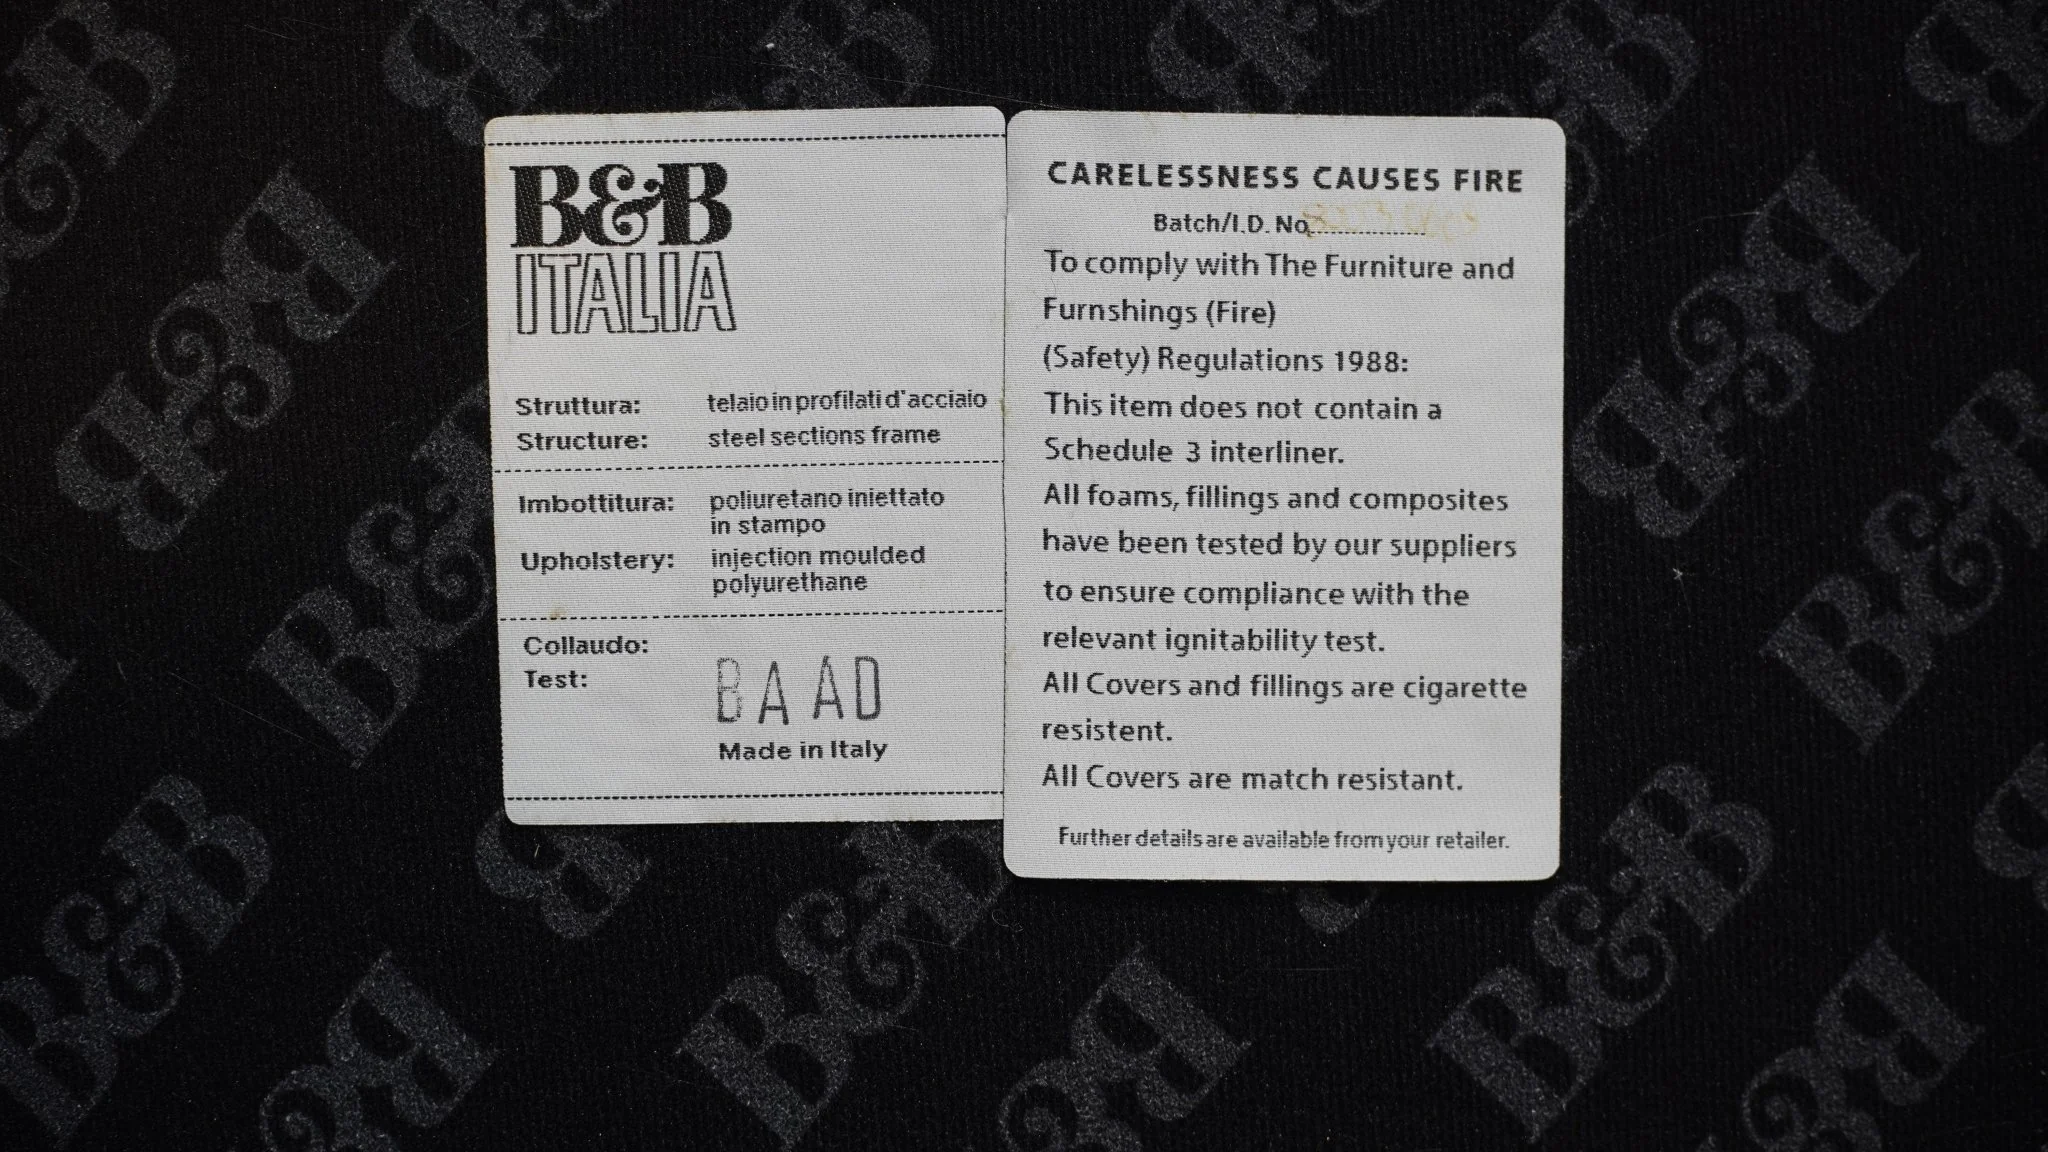 B&B
ITALIA
Struttura: telaio in profilati d'acciaio
Structure: steel sections frame
Imbottitura: poliuretano iniettato
in stampo
Upholstery: injection moulded
polyurethane
Collaudo:
Test:
BAAD
Made in Italy
CARELESSNESS CAUSES FIRE
Batch/I.D. No..................
To comply with The Furniture and
Furnshings (Fire)
(Safety) Regulations 1988:
This item does not contain a
Schedule 3 interliner.
All foams, fillings and composites
have been tested by our suppliers
to ensure compliance with the
relevant ignitability test.
All Covers and fillings are cigarette
resistent.
All Covers are match resistant.
Further details are available from your retailer.